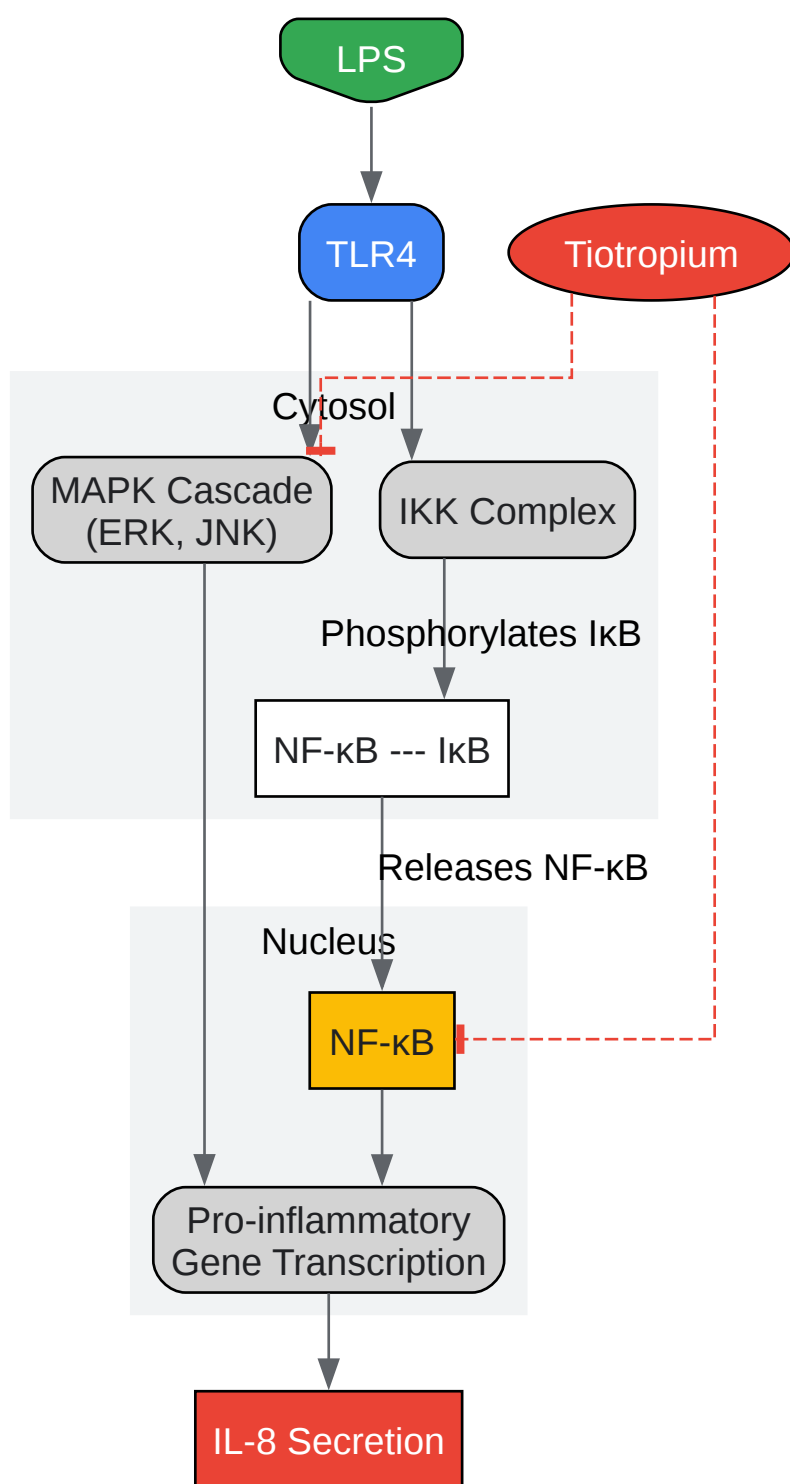 LPS
TLR4
Tiotropium
Cytosol
MAPK Cascade
(ERK, JNK)
IKK Complex
Phosphorylates IκB
NF-κB --- IκB
Releases NF-κB
Nucleus
NF-κB
Pro-inflammatory
Gene Transcription
IL-8 Secretion